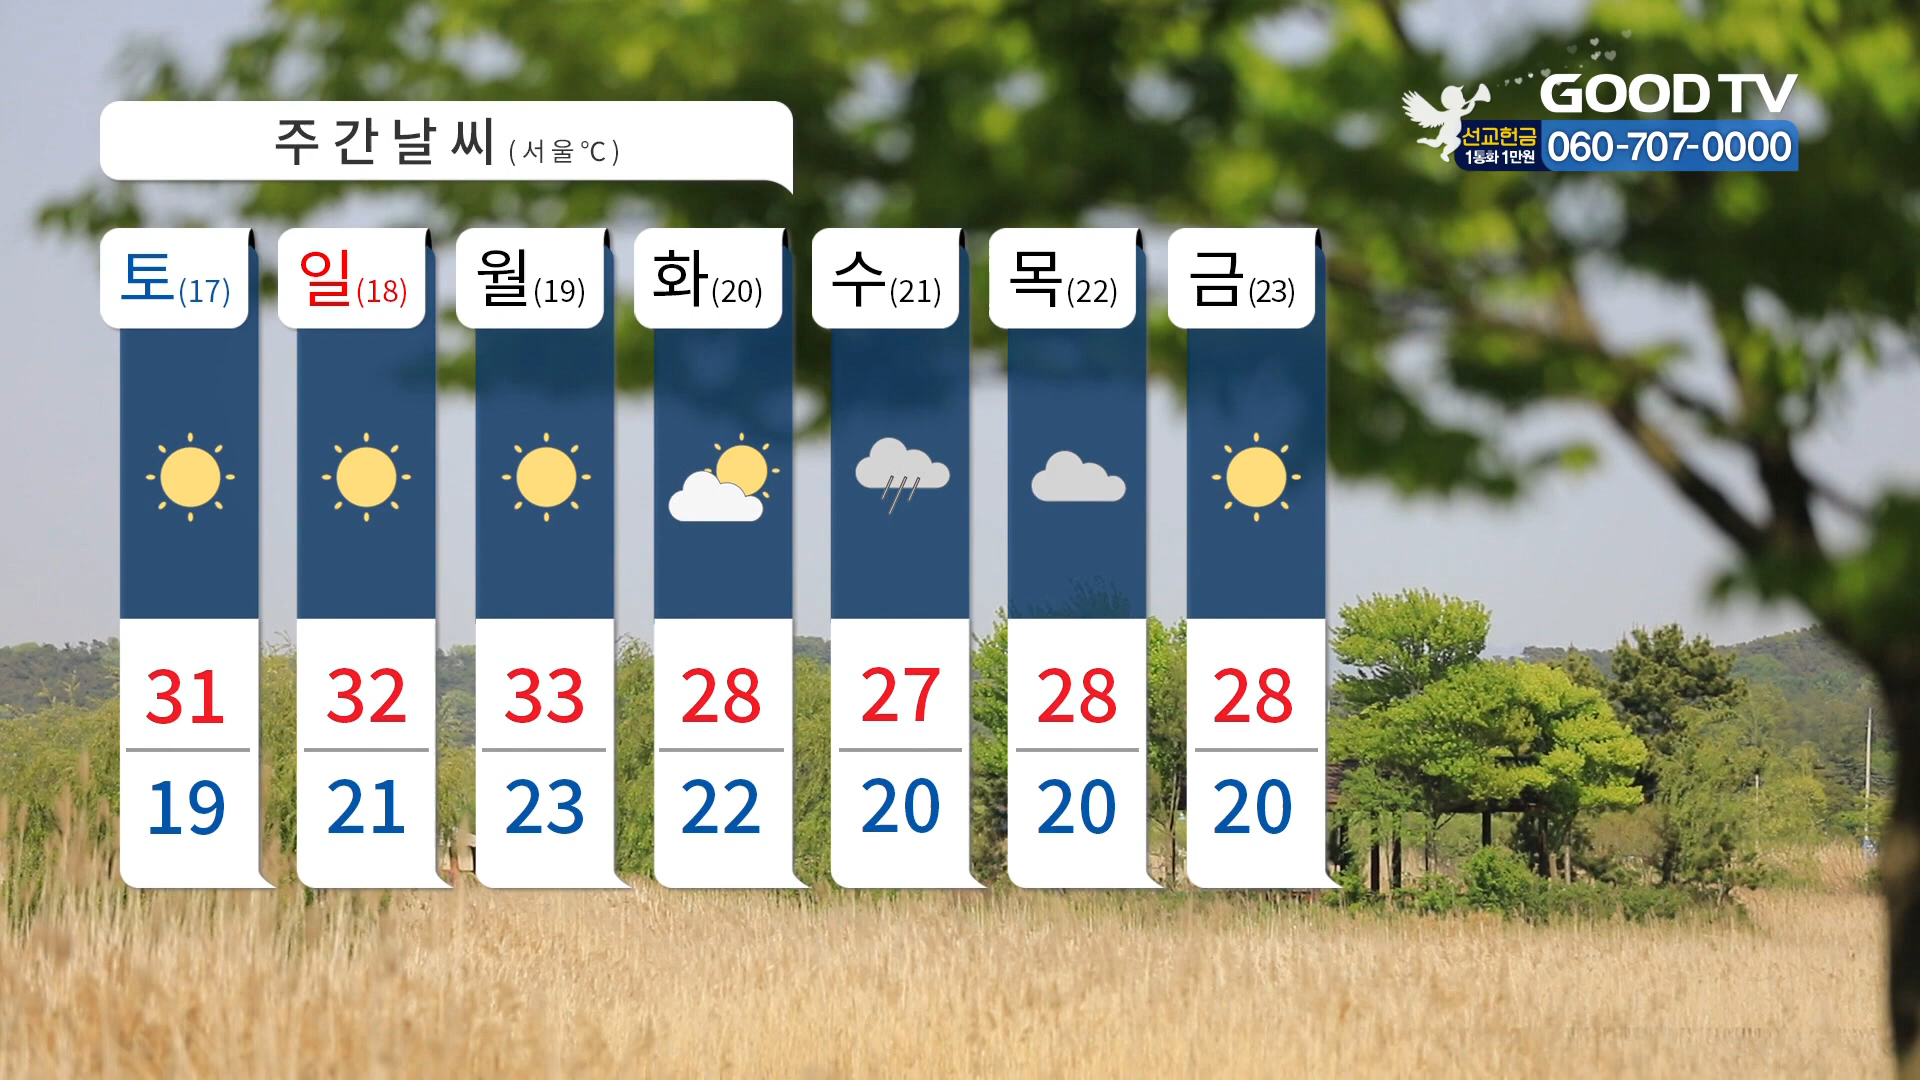 주간날씨 (서울℃)
GOOD TV
선교헌금
1통화 1만원
060-707-0000
토(17) 일(18) 월(19) 화(20) 수(21) 목(22) 금(23)
31 32 33 28 27 28 28
19 21 23 22 20 20 20